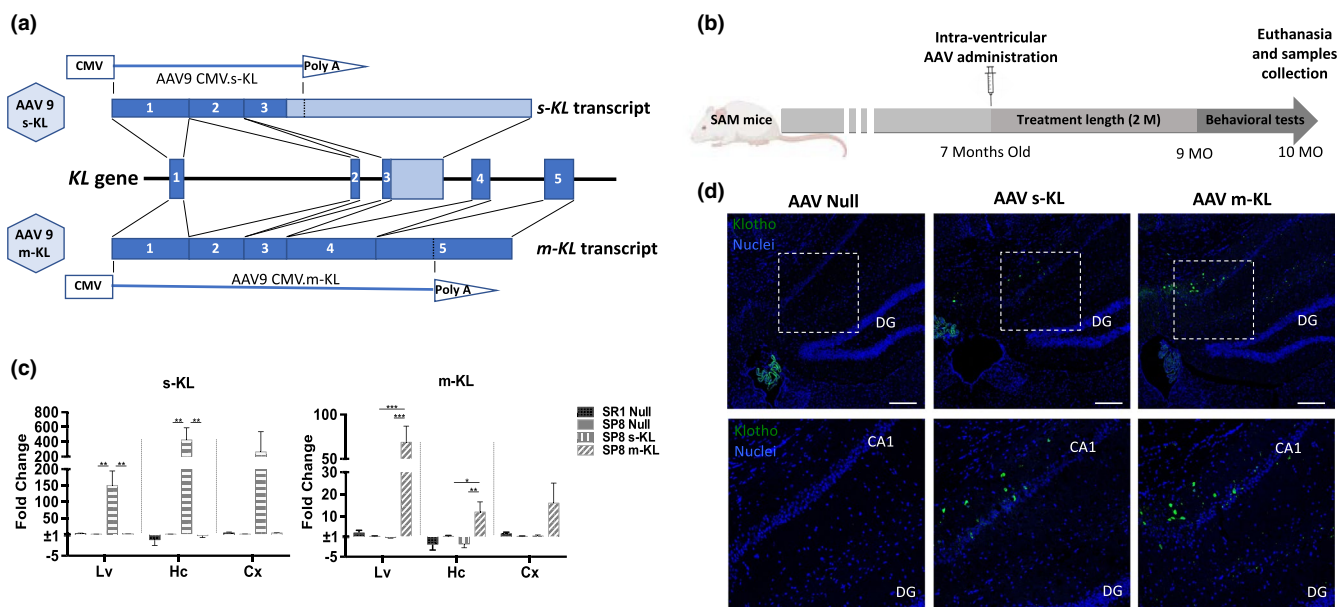 (a)
CMV
Poly A
AAV9 CMV.s-KL
AAV 9
s-KL
1 2 3
s-KL transcript
KL gene
1 2 3 4 5
AAV 9
m-KL
1 2 3 4 5
m-KL transcript
CMV
AAV9 CMV.m-KL
Poly A
(b)
Intra-ventricular
AAV administration
Euthanasia
and samples
collection
SAM mice
Treatment length (2 M)
Behavioral tests
7 Months Old
9 MO
10 MO
(c)
s-KL
Fold Change
800
600
400
200
200
150
100
50
±1
-5
** **
** **
Lv Hc Cx
m-KL
Fold Change
100
50
30
20
10
±1
-5
***
***
*
**
Lv Hc Cx
SR1 Null
SP8 Null
SP8 s-KL
SP8 m-KL
(d)
AAV Null
AAV s-KL
AAV m-KL
Klotho
Nuclei
DG
DG
DG
Klotho
Nuclei
CA1
CA1
CA1
DG
DG
DG